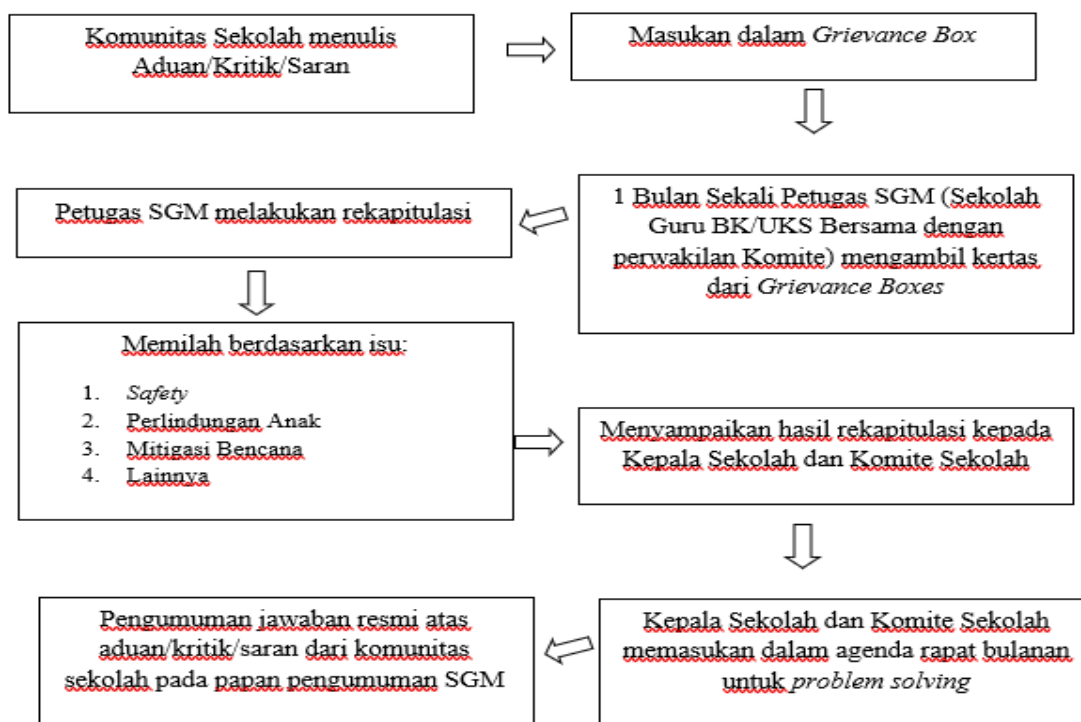 Komunitas Sekolah menulis
Aduan/Kritik/Saran
Masukan dalam Grievance Box
1 Bulan Sekali Petugas SGM (Sekolah
Guru BK/UKS Bersama dengan
perwakilan Komite) mengambil kertas
dari Grievance Boxes
Petugas SGM melakukan rekapitulasi
Memilah berdasarkan isu:
1. Safety
2. Perlindungan Anak
3. Mitigasi Bencana
4. Lainnya
Menyampaikan hasil rekapitulasi kepada
Kepala Sekolah dan Komite Sekolah
Kepala Sekolah dan Komite Sekolah
memasukan dalam agenda rapat bulanan
untuk problem solving
Pengumuman jawaban resmi atas
aduan/kritik/saran dari komunitas
sekolah pada papan pengumuman SGM